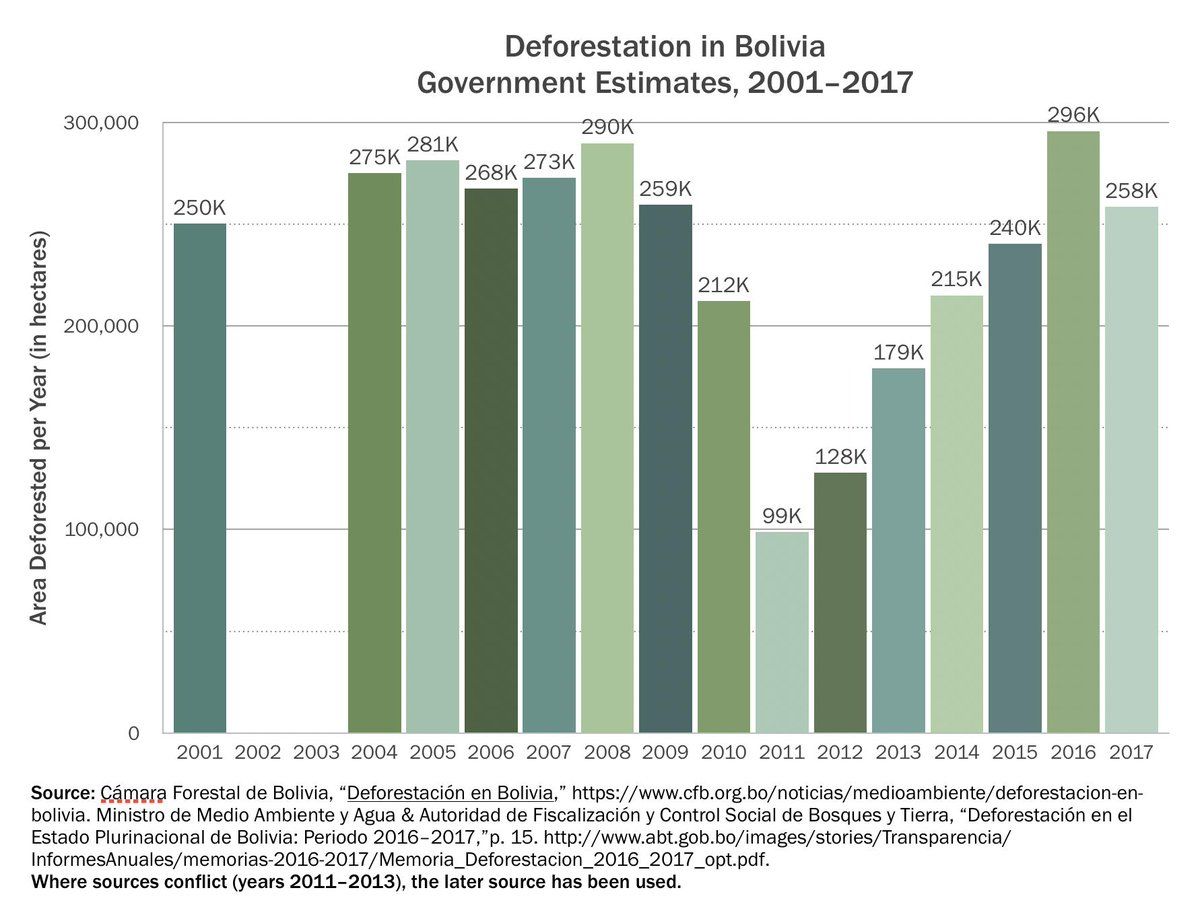 Deforestation in Bolivia
Government Estimates, 2001–2017
Area Deforested per Year (in hectares)
300,000
200,000
100,000
0
250K
275K
281K
268K
273K
290K
259K
212K
99K
128K
179K
215K
240K
296K
258K
2001 2002 2003 2004 2005 2006 2007 2008 2009 2010 2011 2012 2013 2014 2015 2016 2017
Source: Cámara Forestal de Bolivia, “Deforestación en Bolivia,” https://www.cfb.org.bo/noticias/medioambiente/deforestacion-en-
bolivia. Ministro de Medio Ambiente y Agua & Autoridad de Fiscalización y Control Social de Bosques y Tierra, “Deforestación en el
Estado Plurinacional de Bolivia: Periodo 2016–2017,”p. 15. http://www.abt.gob.bo/images/stories/Transparencia/
InformesAnuales/memorias-2016-2017/Memoria_Deforestacion_2016_2017_opt.pdf.
Where sources conflict (years 2011–2013), the later source has been used.